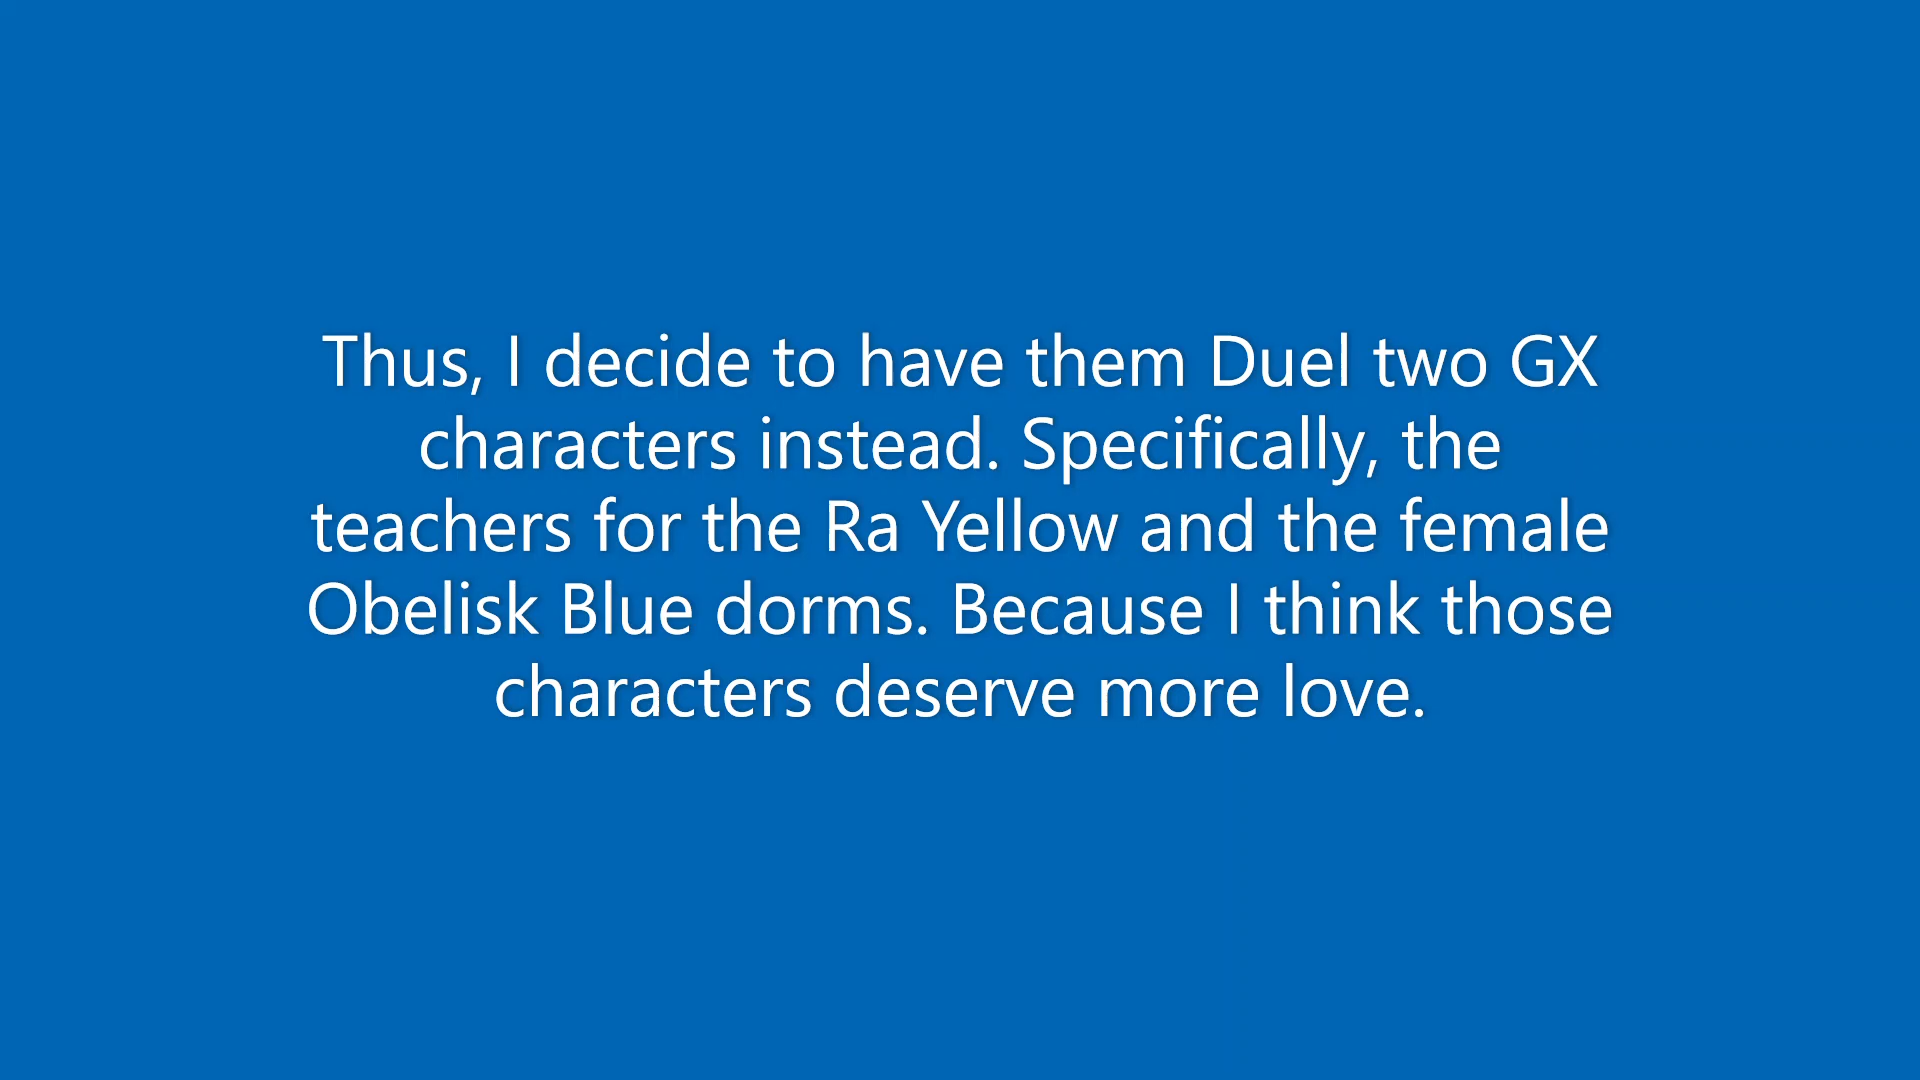 Thus, I decide to have them Duel two GX
characters instead. Specifically, the
teachers for the Ra Yellow and the female
Obelisk Blue dorms. Because I think those
characters deserve more love.